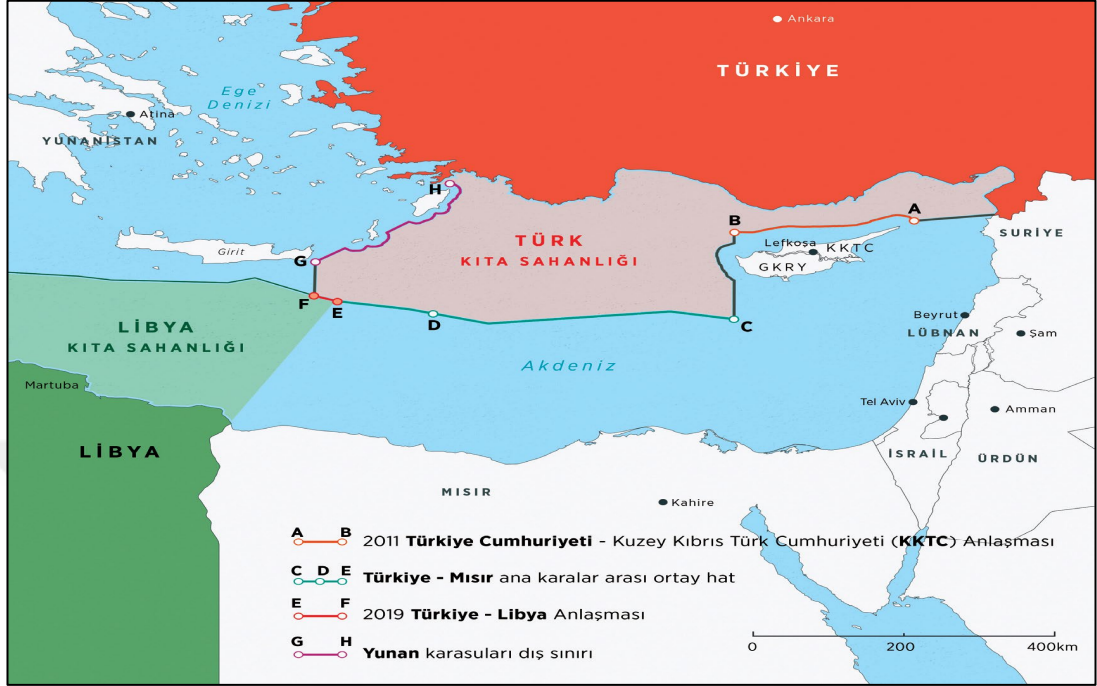 Ankara
TÜRKİYE
Ege
Denizi
Atina
YUNANİSTAN
H
A
B
SURİYE
TÜRK
KITA SAHANLIĞI
Lefkoşa
KKTC
GKRY
Girit
G
F
E
D
C
LİBYA
KITA SAHANLIĞI
Beyrut
LÜBNAN
Şam
Akdeniz
Martuba
Tel Aviv
Amman
LİBYA
İSRAİL
ÜRDÜN
MISIR
Kahire
A B
2011 Türkiye Cumhuriyeti - Kuzey Kıbrıs Türk Cumhuriyeti (KKTC) Anlaşması
C D E
Türkiye - Mısır ana karalar arası ortay hat
E F
2019 Türkiye - Libya Anlaşması
G H
Yunan karasuları dış sınırı
0 200 400km